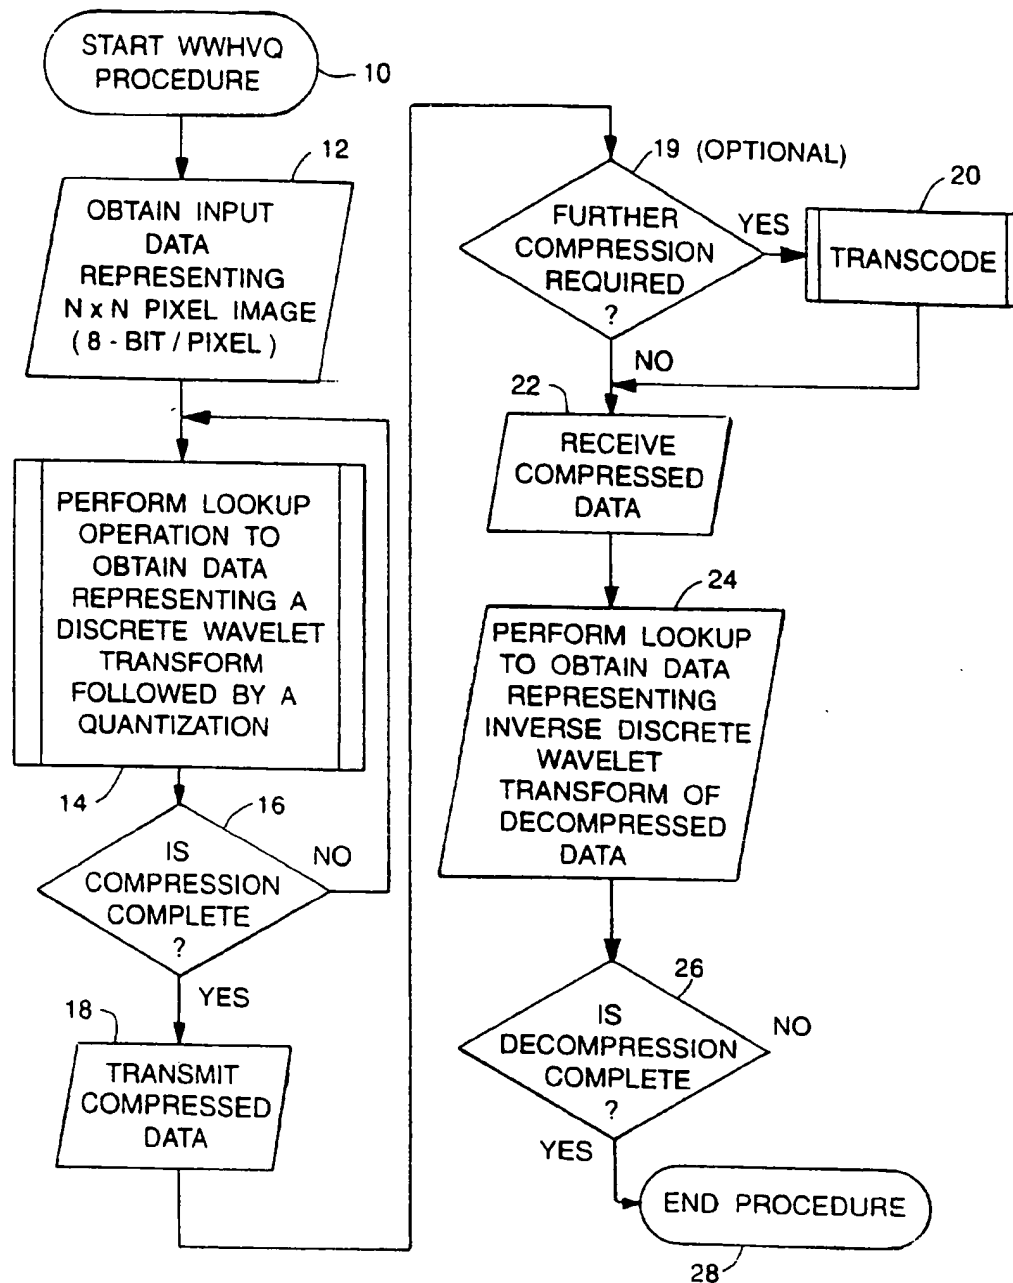 START WWHVQ
PROCEDURE
10
12
OBTAIN INPUT
DATA
REPRESENTING
N x N PIXEL IMAGE
( 8 - BIT / PIXEL )
PERFORM LOOKUP
OPERATION TO
OBTAIN DATA
REPRESENTING A
DISCRETE WAVELET
TRANSFORM
FOLLOWED BY A
QUANTIZATION
14
16
IS
COMPRESSION
COMPLETE
?
NO
YES
18
TRANSMIT
COMPRESSED
DATA
19 (OPTIONAL)
FURTHER
COMPRESSION
REQUIRED
?
YES
20
TRANSCODE
NO
22
RECEIVE
COMPRESSED
DATA
24
PERFORM LOOKUP
TO OBTAIN DATA
REPRESENTING
INVERSE DISCRETE
WAVELET
TRANSFORM OF
DECOMPRESSED
DATA
26
IS
DECOMPRESSION
COMPLETE
?
NO
YES
END PROCEDURE
28